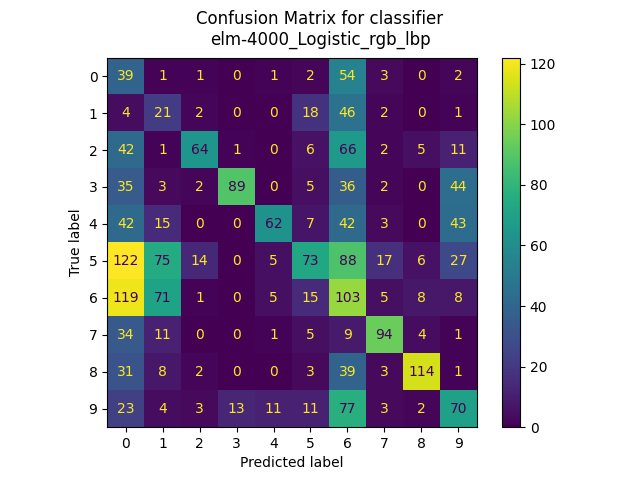 Confusion Matrix for classifier
elm-4000_Logistic_rgb_lbp
0 39 1 1 0 1 2 54 3 0 2
1 4 21 2 0 0 18 46 2 0 1
2 42 1 64 1 0 6 66 2 5 11
3 35 3 2 89 0 5 36 2 0 44
4 42 15 0 0 62 7 42 3 0 43
5 122 75 14 0 5 73 88 17 6 27
6 119 71 1 0 5 15 103 5 8 8
7 34 11 0 0 1 5 9 94 4 1
8 31 8 2 0 0 3 39 3 114 1
9 23 4 3 13 11 11 77 3 2 70
0 1 2 3 4 5 6 7 8 9
Predicted label
True label
120
100
80
60
40
20
0